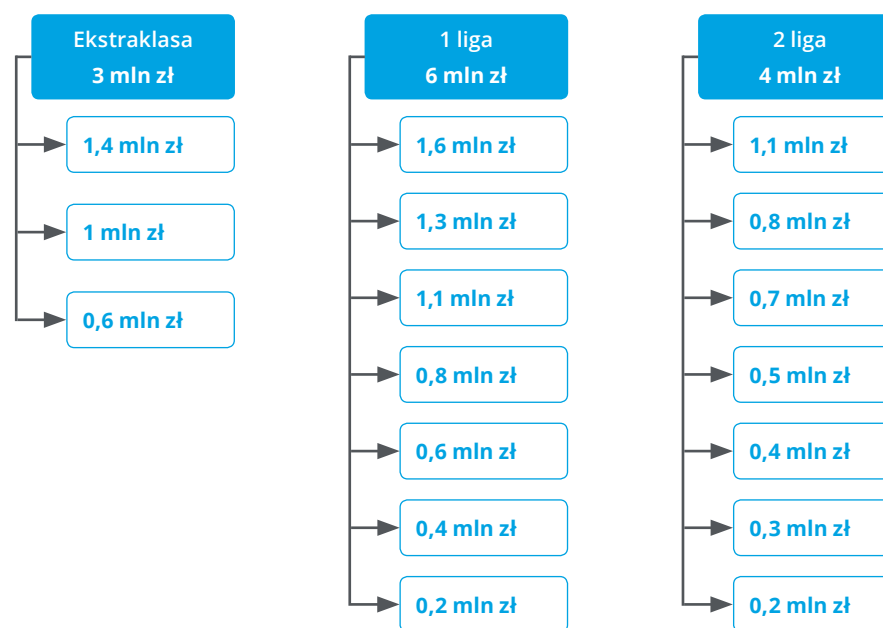 Ekstraklasa
3 mln zł
1,4 mln zł
1 mln zł
0,6 mln zł
1 liga
6 mln zł
1,6 mln zł
1,3 mln zł
1,1 mln zł
0,8 mln zł
0,6 mln zł
0,4 mln zł
0,2 mln zł
2 liga
4 mln zł
1,1 mln zł
0,8 mln zł
0,7 mln zł
0,5 mln zł
0,4 mln zł
0,3 mln zł
0,2 mln zł